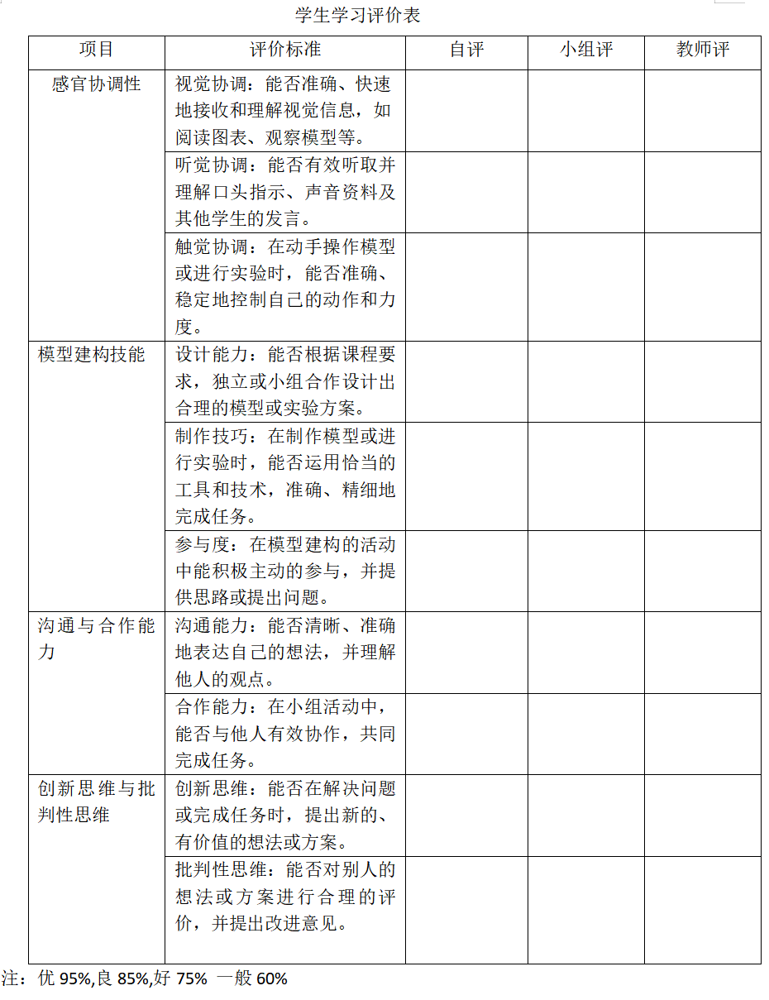 学生学习评价表
项目 评价标准 自评 小组评 教师评
感官协调性
视觉协调：能否准确、快速
地接收和理解视觉信息，如
阅读图表、观察模型等。
听觉协调：能否有效听取并
理解口头指示、声音资料及
其他学生的发言。
触觉协调：在动手操作模型
或进行实验时，能否准确、
稳定地控制自己的动作和力
度。
模型建构技能
设计能力：能否根据课程要
求，独立或小组合作设计出
合理的模型或实验方案。
制作技巧：在制作模型或进
行实验时，能否运用恰当的
工具和技术，准确、精细地
完成任务。
参与度：在模型建构的活动
中能积极主动的参与，并提
供思路或提出问题。
沟通与合作能
力
沟通能力：能否清晰、准确
地表达自己的想法，并理解
他人的观点。
合作能力：在小组活动中，
能否与他人有效协作，共同
完成任务。
创新思维与批
判性思维
创新思维：能否在解决问题
或完成任务时，提出新的、
有价值的想法或方案。
批判性思维：能否对别人的
想法或方案进行合理的评
价，并提出改进意见。
注：优 95%,良 85%,好 75% 一般 60%